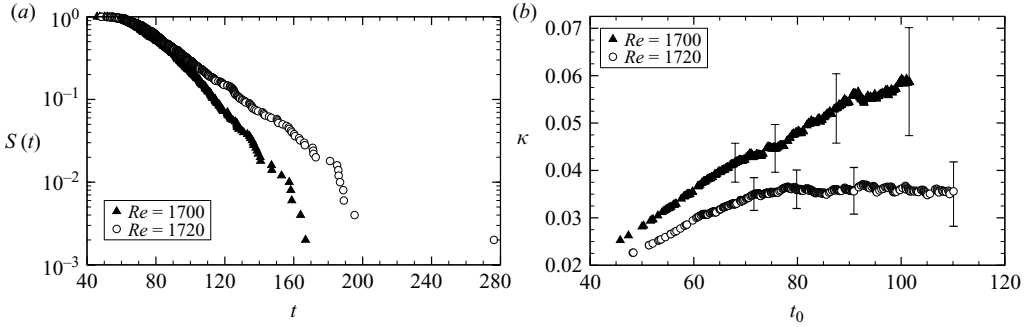 (a)
10⁰
10⁻¹
S (t)
10⁻²
10⁻³
Re = 1700
Re = 1720
40 80 120 160 200 240 280
t
(b)
0.07
0.06
0.05
κ
0.04
0.03
0.02
Re = 1700
Re = 1720
40 60 80 100 120
t₀